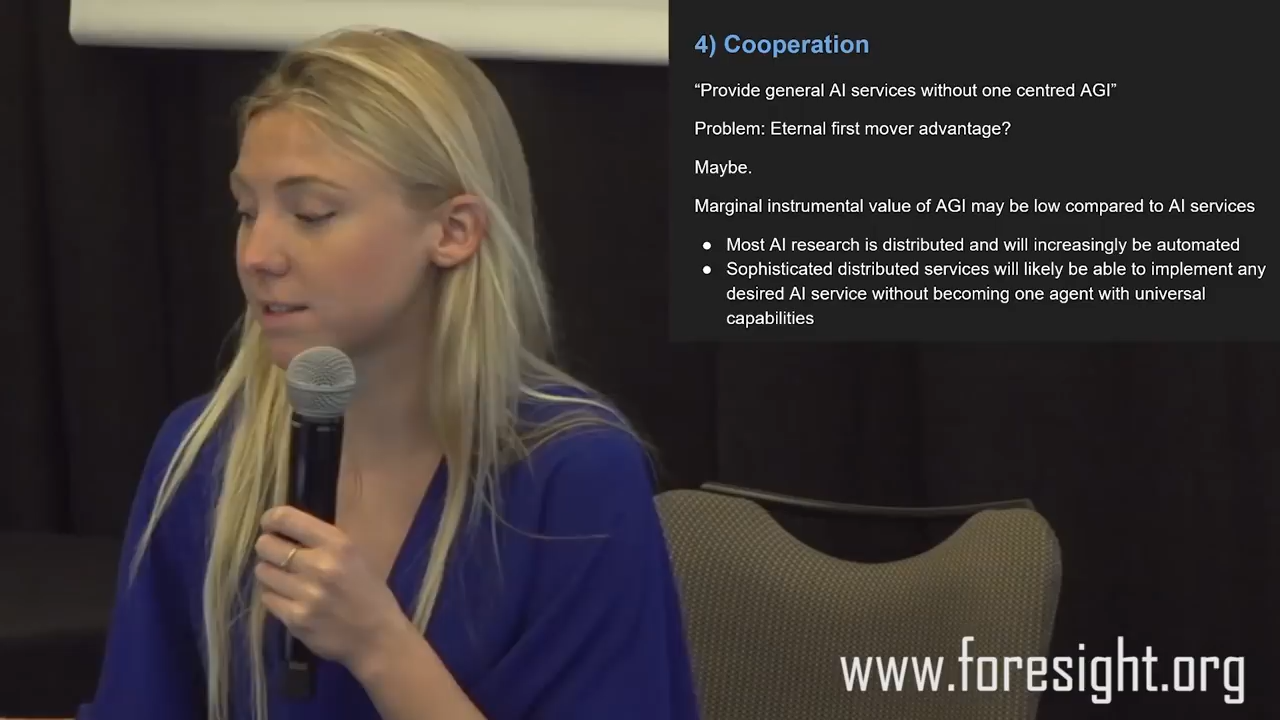 4) Cooperation
“Provide general AI services without one centred AGI”
Problem: Eternal first mover advantage?
Maybe.
Marginal instrumental value of AGI may be low compared to AI services
● Most AI research is distributed and will increasingly be automated
● Sophisticated distributed services will likely be able to implement any
desired AI service without becoming one agent with universal
capabilities
www.foresight.org